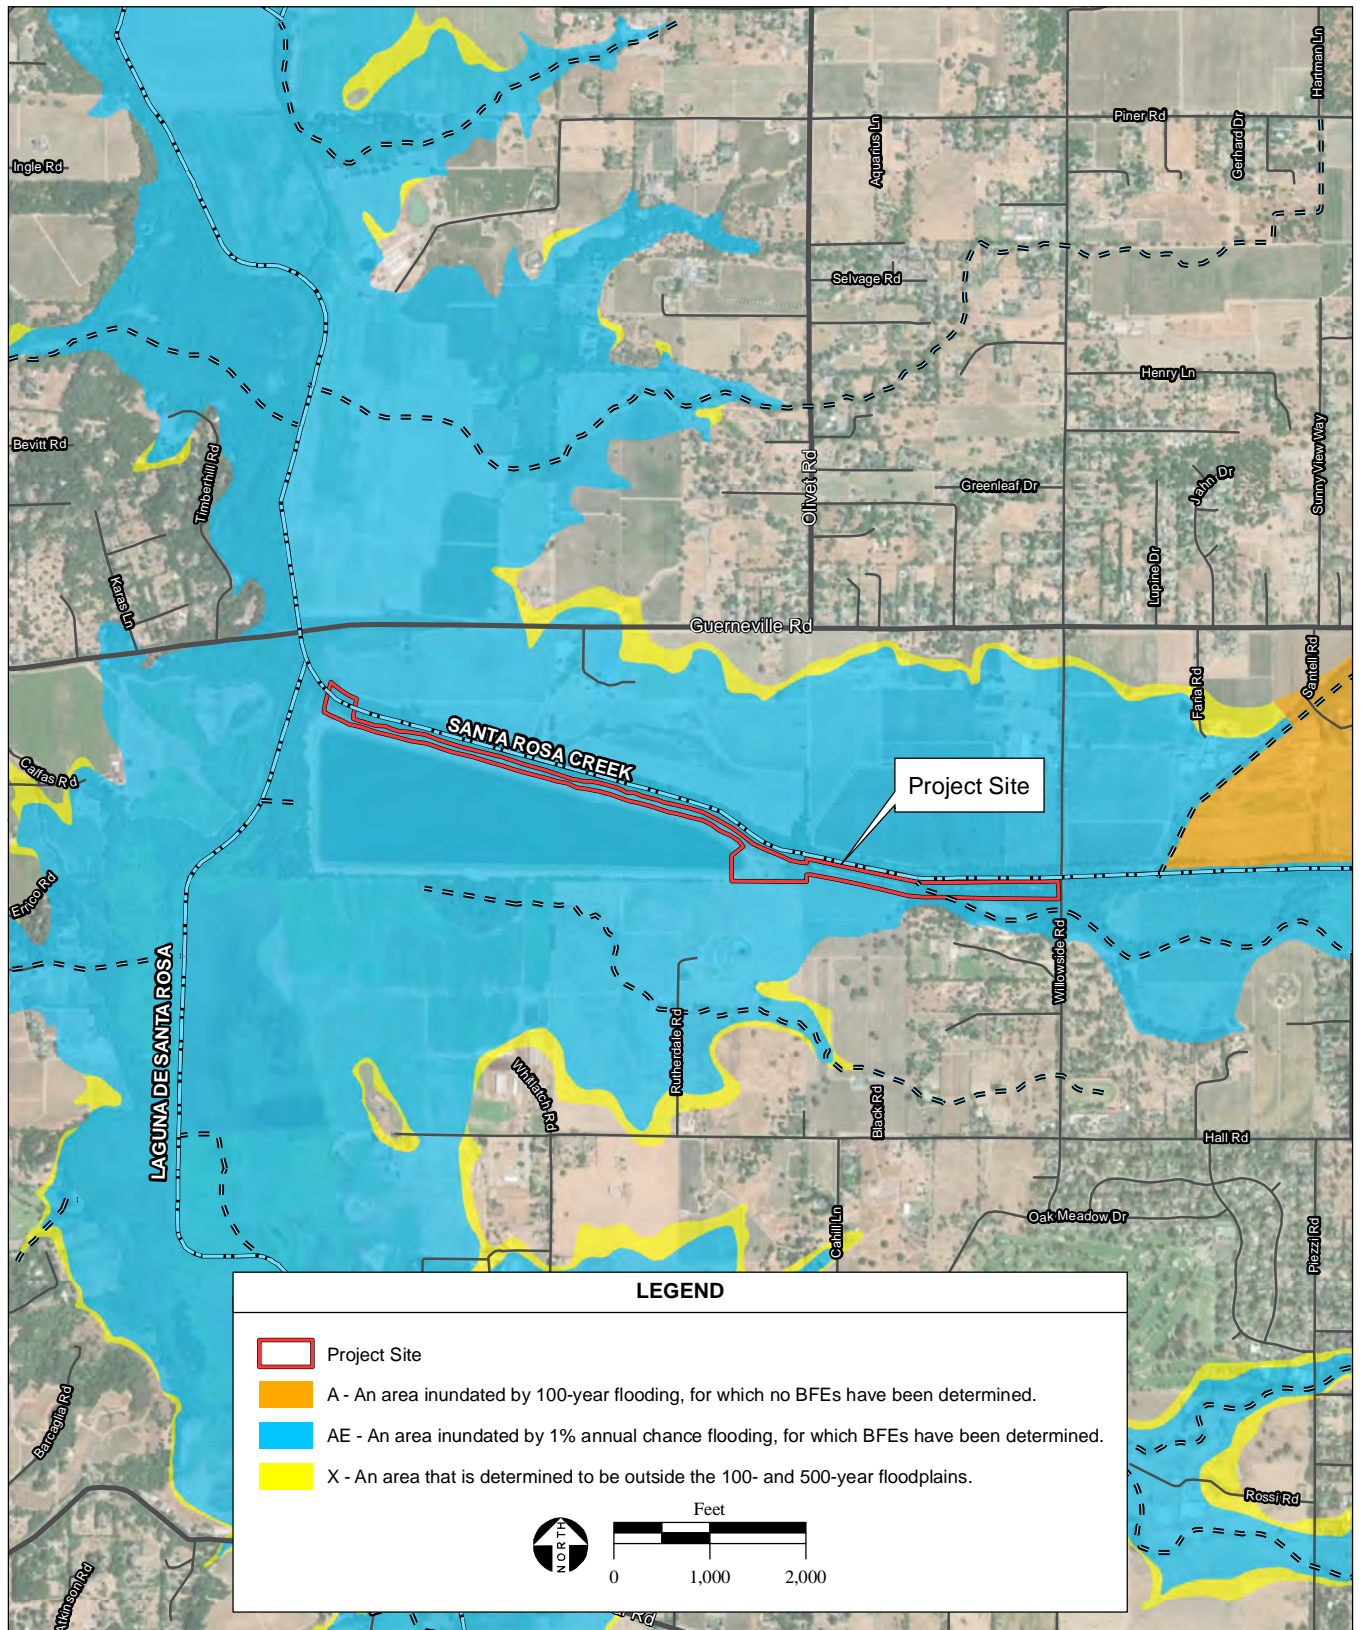 Hartman Ln
Piner Rd
Gerhard Dr
Aquarius Ln
Ingle Rd
Selvage Rd
Henry Ln
Bevitt Rd
Timberhill Rd
Olivet Rd
Greenleaf Dr
Jahn Dr
Sunny View Way
Lupine Dr
Karas Ln
Guerneville Rd
Faria Rd
Santell Rd
SANTA ROSA CREEK
Calfas Rd
Project Site
Errico Rd
LAGUNA DE SANTA ROSA
Willowside Rd
Rutherdale Rd
Whitlatch Rd
Black Rd
Hall Rd
Oak Meadow Dr
Cahill Ln
Piezzi Rd
LEGEND
Project Site
A - An area inundated by 100-year flooding, for which no BFEs have been determined.
AE - An area inundated by 1% annual chance flooding, for which BFEs have been determined.
X - An area that is determined to be outside the 100- and 500-year floodplains.
Feet
NORTH
0 1,000 2,000
Barcaglia Rd
Rossi Rd
Atkinson Rd
Rd